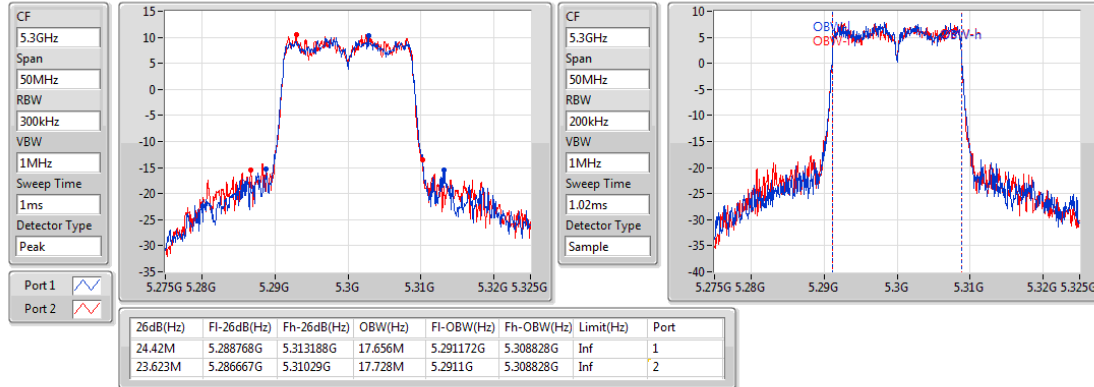 CF
5.3GHz
Span
50MHz
RBW
300kHz
VBW
1MHz
Sweep Time
1ms
Detector Type
Peak
Port 1
Port 2
15
10
5
0
-5
-10
-15
-20
-25
-30
-35
5.275G 5.28G 5.29G 5.3G 5.31G 5.32G 5.325G
CF
5.3GHz
Span
50MHz
RBW
200kHz
VBW
1MHz
Sweep Time
1.02ms
Detector Type
Sample
15
10
5
0
-5
-10
-15
-20
-25
-30
-35
-40
5.275G 5.28G 5.29G 5.3G 5.31G 5.32G 5.325G
26dB(Hz) Fl-26dB(Hz) Fh-26dB(Hz) OBW(Hz) Fl-OBW(Hz) Fh-OBW(Hz) Limit(Hz) Port
24.42M 5.288768G 5.313188G 17.656M 5.291172G 5.308828G Inf 1
23.623M 5.286667G 5.31029G 17.728M 5.2911G 5.308828G Inf 2